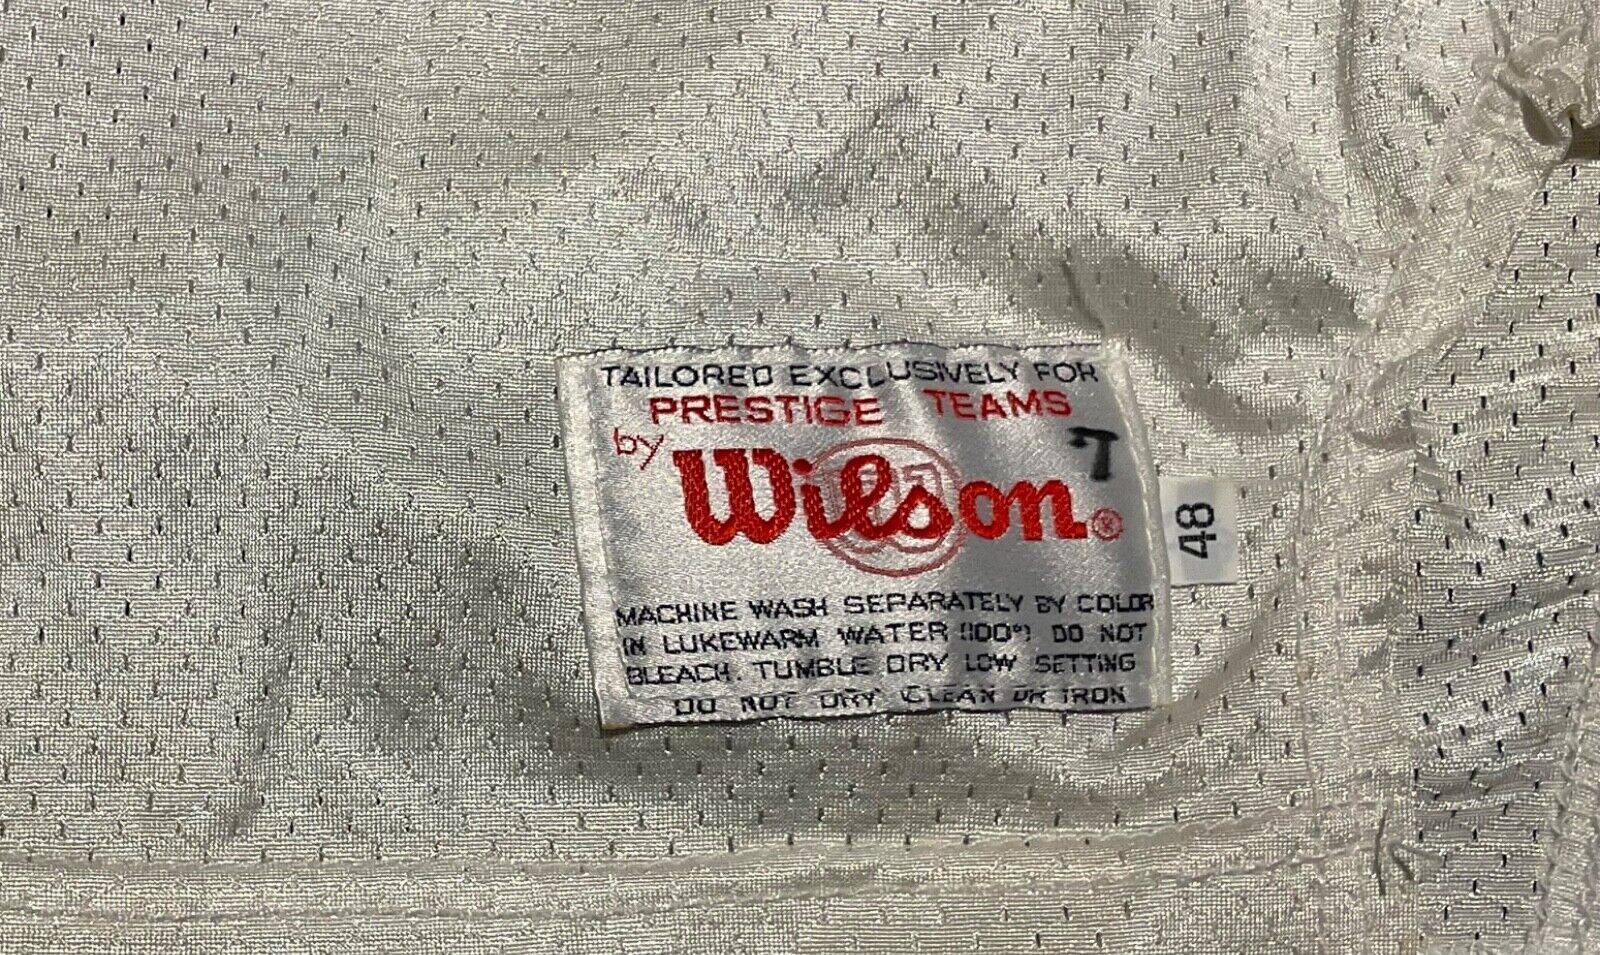 TAILORED EXCLUSIVELY FOR
PRESTIGE TEAMS
by Wilson®
7
48
MACHINE WASH SEPARATELY BY COLOR
IN LUKEWARM WATER (100°) DO NOT
BLEACH. TUMBLE DRY LOW SETTING
DO NOT DRY CLEAN OR IRON